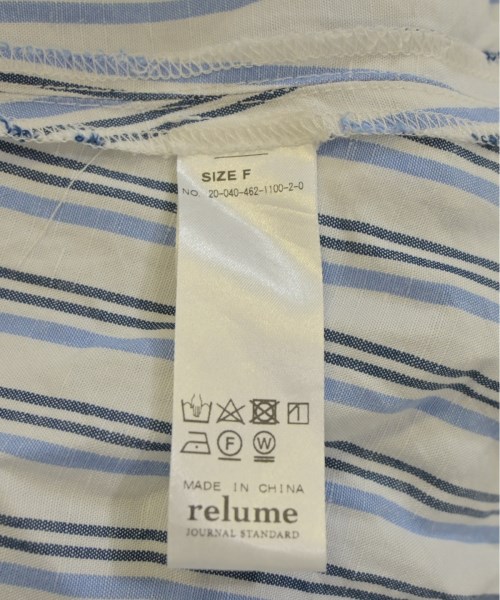 SIZE F
NO. 20-040-462-1100-2-0
F W
MADE IN CHINA
relume
JOURNAL STANDARD